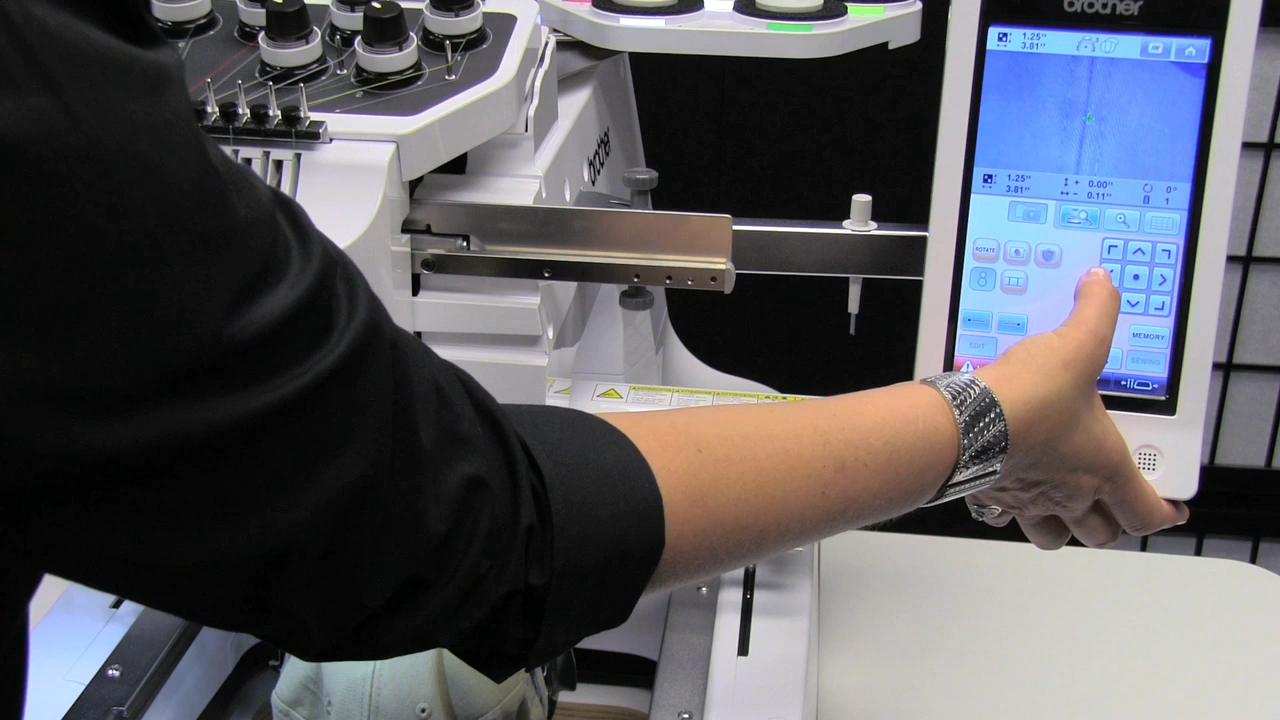 brother
1.25"
3.81"
1.25"
3.81"
+ 0.00"
- 0.11"
0°
1
ROTATE
MEMORY
EDIT
SEWING
brother